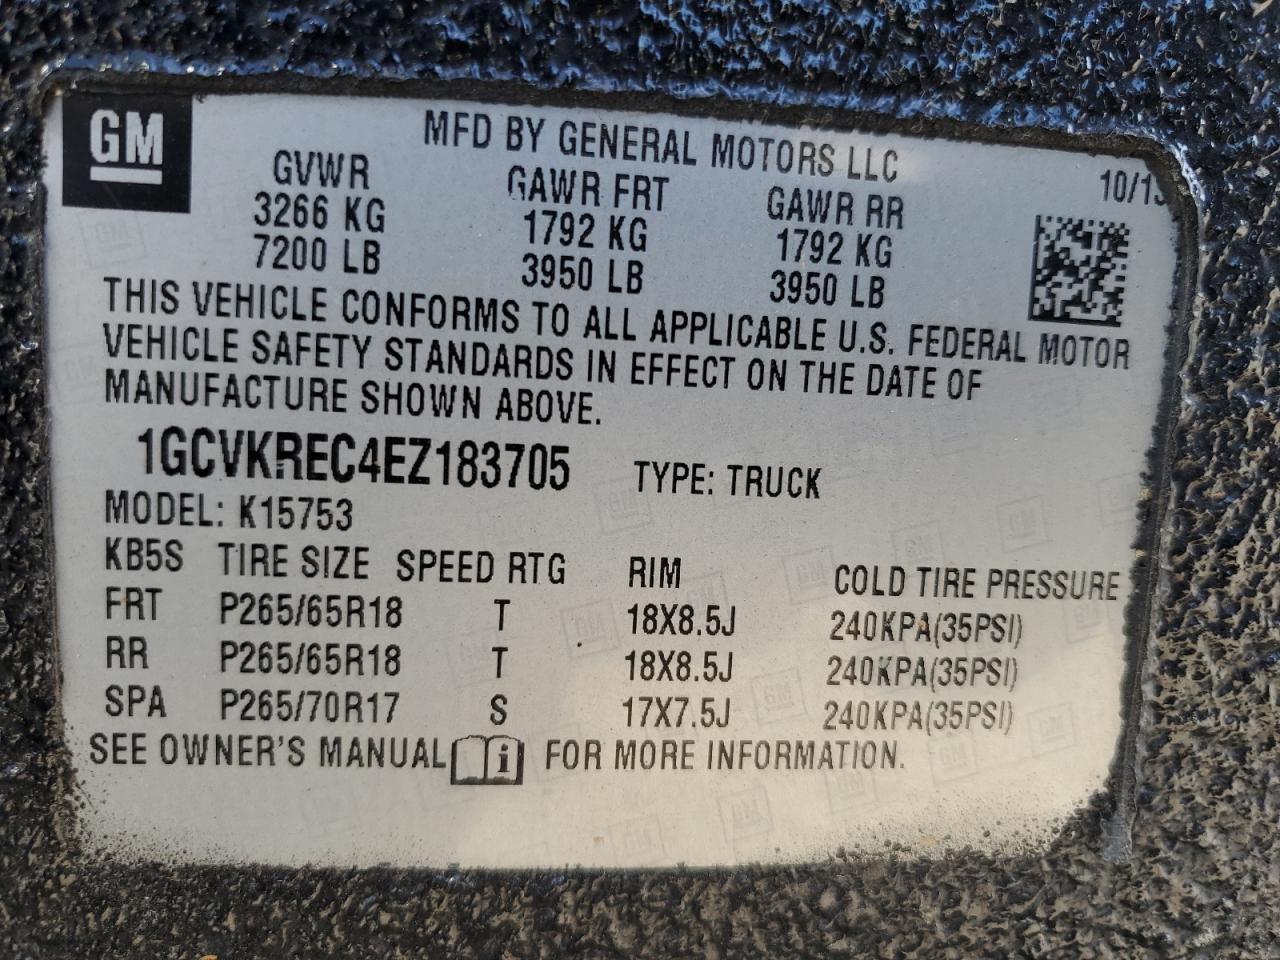 GM
MFD BY GENERAL MOTORS LLC
10/13
GVWR GAWR FRT GAWR RR
3266 KG 1792 KG 1792 KG
7200 LB 3950 LB 3950 LB
THIS VEHICLE CONFORMS TO ALL APPLICABLE U.S. FEDERAL MOTOR
VEHICLE SAFETY STANDARDS IN EFFECT ON THE DATE OF
MANUFACTURE SHOWN ABOVE.
1GCVKREC4EZ183705 TYPE: TRUCK
MODEL: K15753
KB5S TIRE SIZE SPEED RTG RIM COLD TIRE PRESSURE
FRT P265/65R18 T 18X8.5J 240KPA(35PSI)
RR P265/65R18 T 18X8.5J 240KPA(35PSI)
SPA P265/70R17 S 17X7.5J 240KPA(35PSI)
SEE OWNER'S MANUAL i FOR MORE INFORMATION.